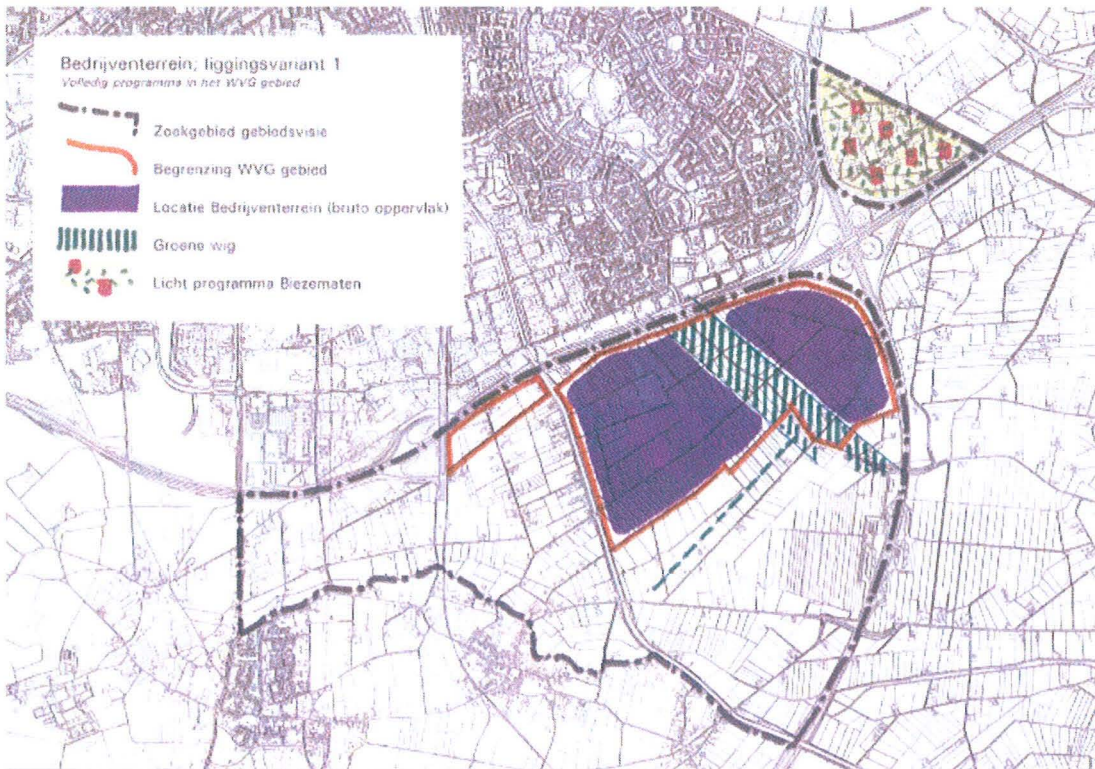 Bedrijventerrein, liggingsvariant 1
Volledig programma in het WVG gebied
Zoekgebied gebiedsvisie
Begrenzing WVG gebied
Locatie Bedrijventerrein (bruto oppervlak)
Groene wig
Licht programma Biezematen